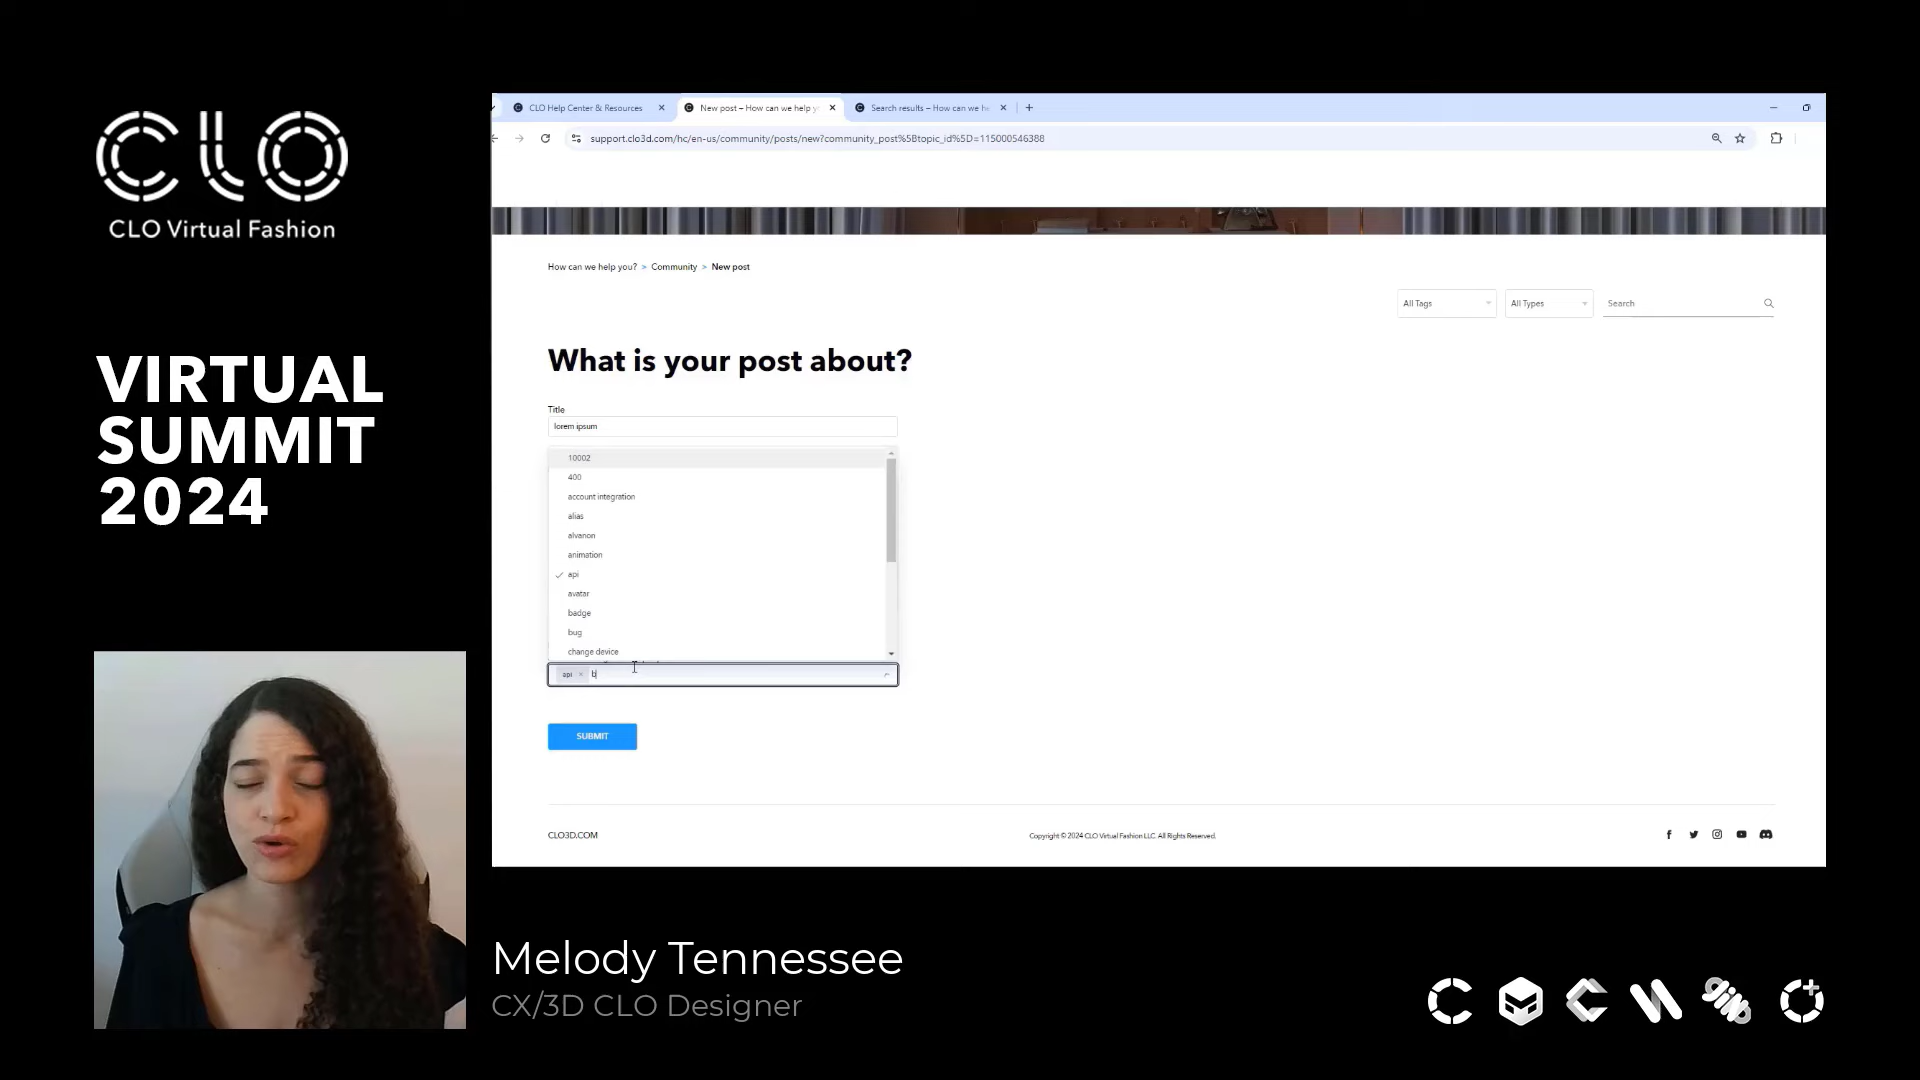 CLO
CLO Virtual Fashion
VIRTUAL
SUMMIT
2024
CLO Help Center & Resources
New post – How can we help y
Search results – How can we he
support.clo3d.com/hc/en-us/community/posts/new?community_post%5Btopic_id%5D=115000546388
How can we help you? > Community > New post
All Tags
All Types
Search
What is your post about?
Title
lorem ipsum
10002
400
account integration
alias
alvanon
animation
api
avatar
badge
bug
change device
api × b
SUBMIT
CLO3D.COM
Copyright © 2024 CLO Virtual Fashion LLC. All Rights Reserved.
Melody Tennessee
CX/3D CLO Designer